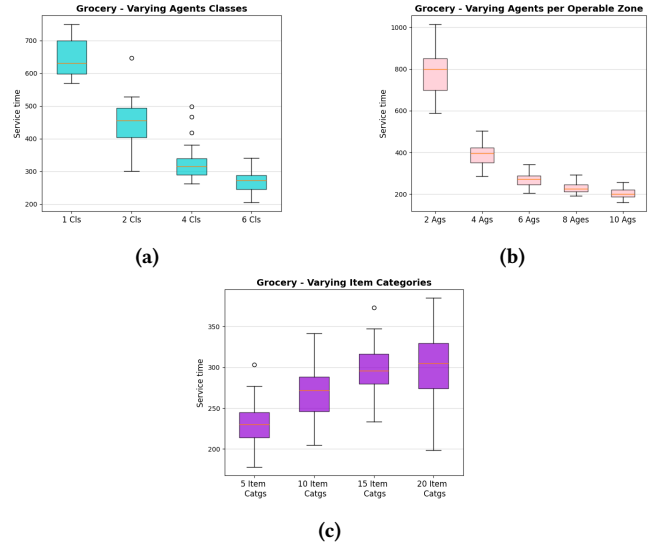 Grocery - Varying Agents Classes
Service time
700
600
500
400
300
200
1 Cls
2 Cls
4 Cls
6 Cls
(a)
Grocery - Varying Agents per Operable Zone
Service time
1000
800
600
400
200
2 Ags
4 Ags
6 Ags
8 Ages
10 Ags
(b)
Grocery - Varying Item Categories
Service time
350
300
250
200
5 Item
Catgs
10 Item
Catgs
15 Item
Catgs
20 Item
Catgs
(c)